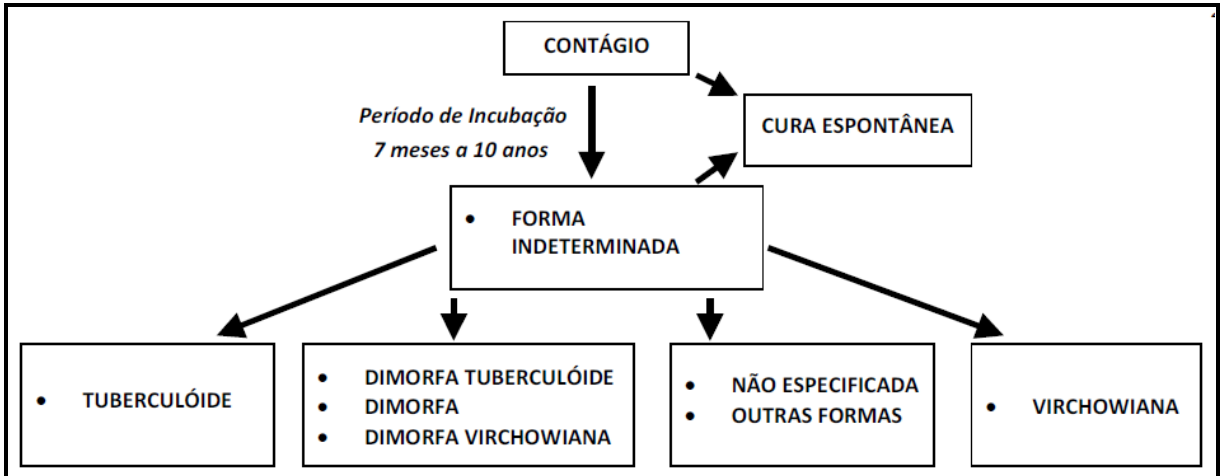 CONTÁGIO
Período de Incubação
7 meses a 10 anos
CURA ESPONTÂNEA
• FORMA
INDETERMINADA
• TUBERCULÓIDE
• DIMORFA TUBERCULÓIDE
• DIMORFA
• DIMORFA VIRCHOWIANA
• NÃO ESPECIFICADA
• OUTRAS FORMAS
• VIRCHOWIANA